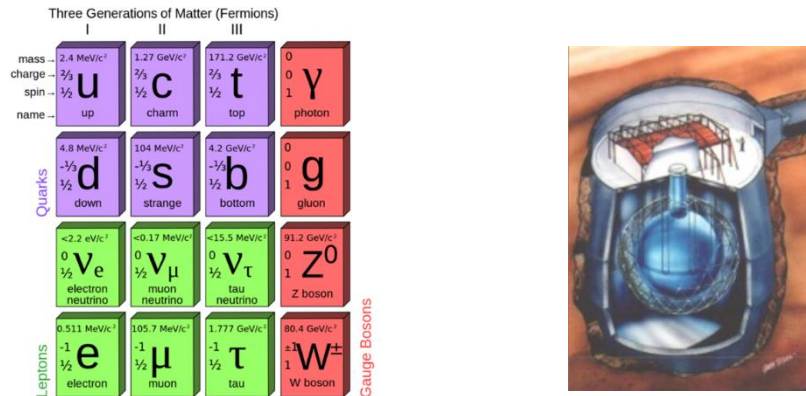 Three Generations of Matter (Fermions)
I II III
mass→
charge→
spin→
name→
2.4 MeV/c²
⅔
½
u
up
1.27 GeV/c²
⅔
½
c
charm
171.2 GeV/c²
⅔
½
t
top
0
0
1
γ
photon
Quarks
4.8 MeV/c²
-⅓
½
d
down
104 MeV/c²
-⅓
½
s
strange
4.2 GeV/c²
-⅓
½
b
bottom
0
0
1
g
gluon
<2.2 eV/c²
0
½
νe
electron
neutrino
<0.17 MeV/c²
0
½
νμ
muon
neutrino
<15.5 MeV/c²
0
½
ντ
tau
neutrino
91.2 GeV/c²
0
1
Z⁰
Z boson
Leptons
0.511 MeV/c²
-1
½
e
electron
105.7 MeV/c²
-1
½
μ
muon
1.777 GeV/c²
-1
½
τ
tau
80.4 GeV/c²
±1
1
W±
W boson
Gauge Bosons